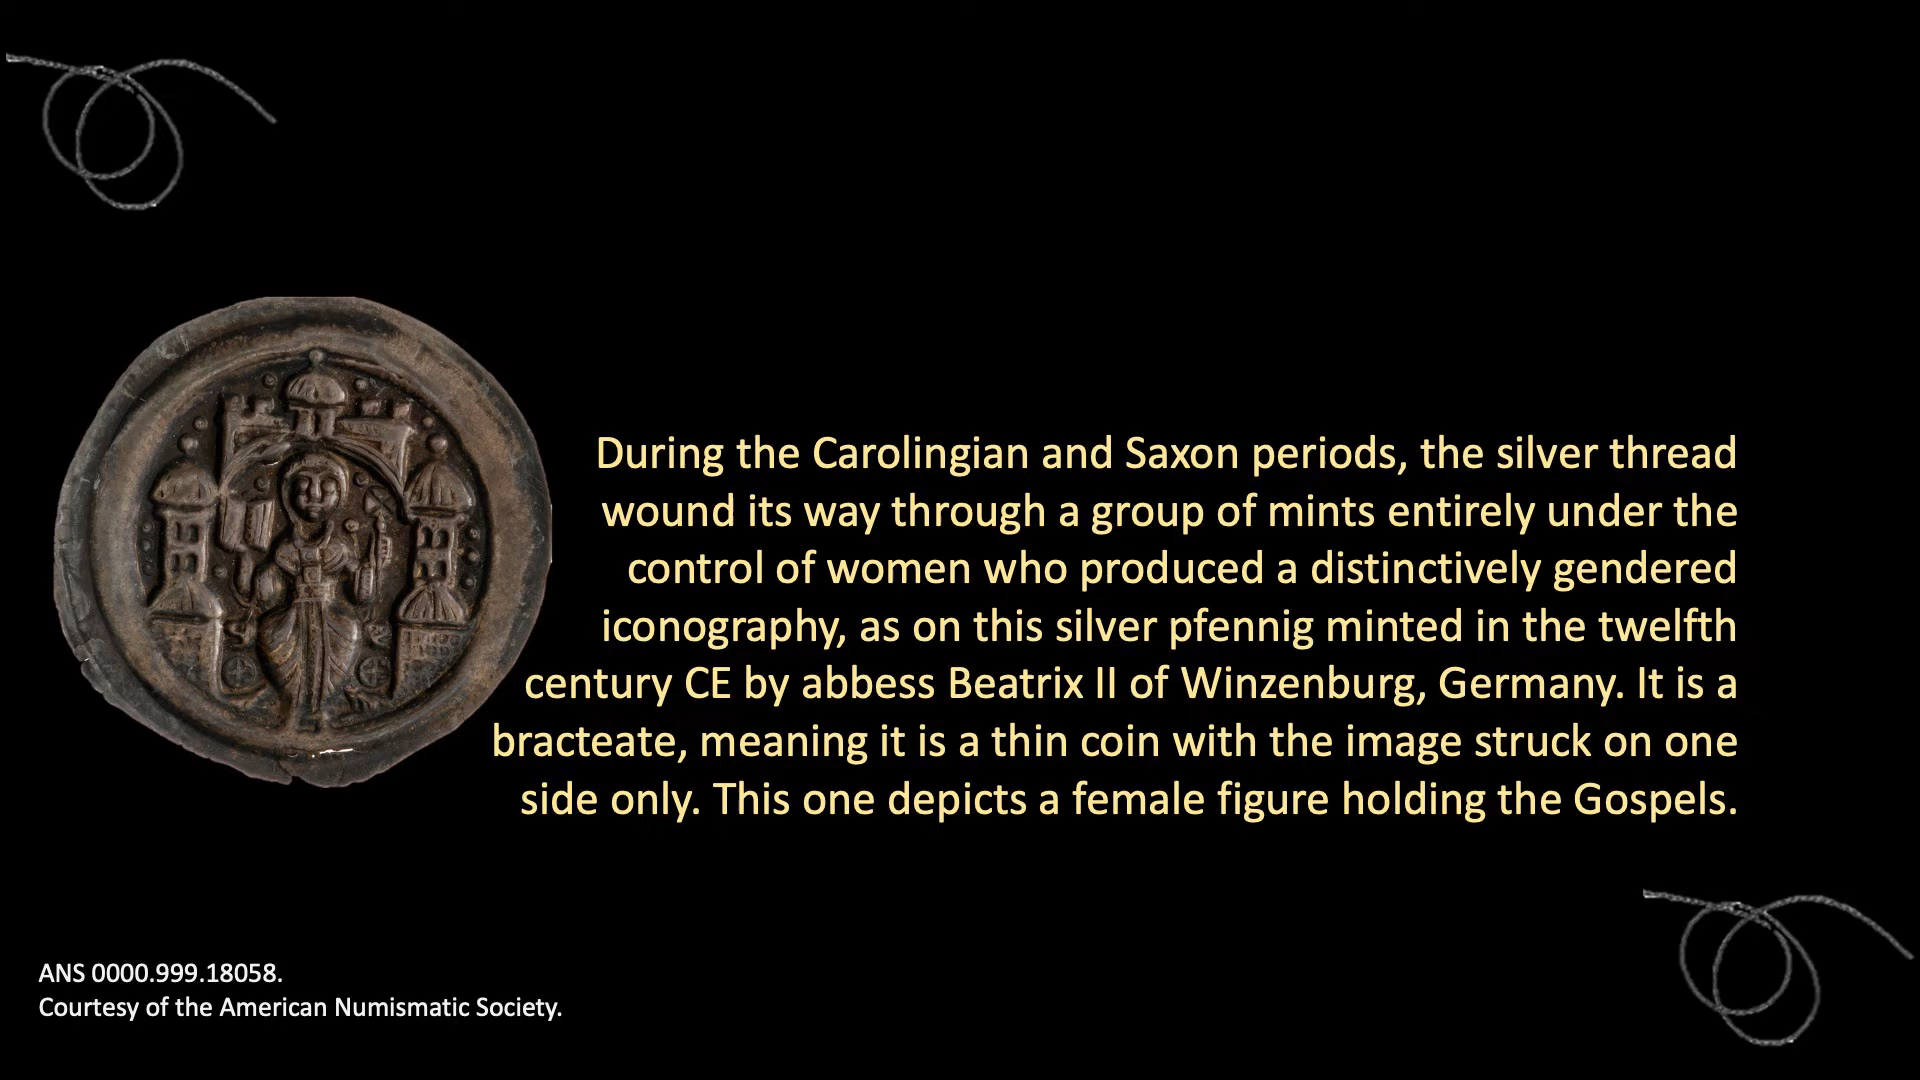 During the Carolingian and Saxon periods, the silver thread
wound its way through a group of mints entirely under the
control of women who produced a distinctively gendered
iconography, as on this silver pfennig minted in the twelfth
century CE by abbess Beatrix II of Winzenburg, Germany. It is a
bracteate, meaning it is a thin coin with the image struck on one
side only. This one depicts a female figure holding the Gospels.
ANS 0000.999.18058.
Courtesy of the American Numismatic Society.